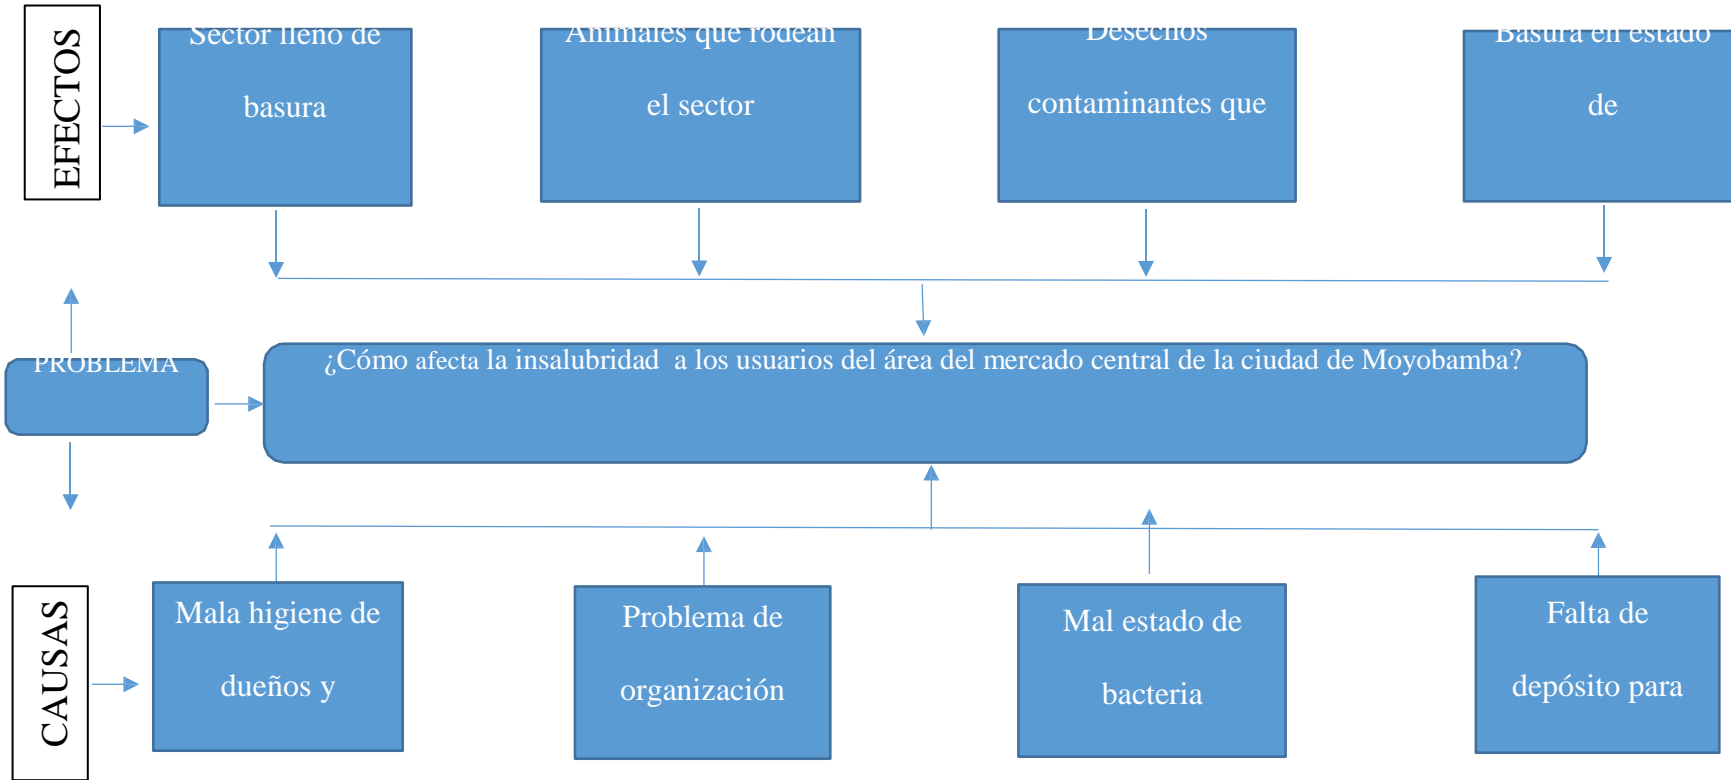 EFECTOS
Sector lleno de
basura
Animales que rodean
el sector
Desechos
contaminantes que
Basura en estado
de
PROBLEMA
¿Cómo afecta la insalubridad a los usuarios del área del mercado central de la ciudad de Moyobamba?
CAUSAS
Mala higiene de
dueños y
Problema de
organización
Mal estado de
bacteria
Falta de
depósito para